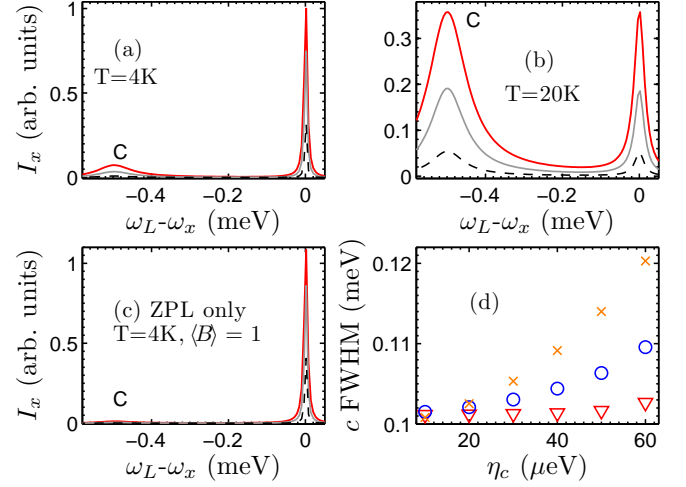 (a)
T=4K
C
I_x (arb. units)
1
0.5
0
−0.4
−0.2
0
ω_L-ω_x (meV)
(b)
T=20K
C
0.3
0.2
0.1
0
−0.4
−0.2
0
ω_L-ω_x (meV)
(c) ZPL only
T=4K, ⟨B⟩ = 1
C
I_x (arb. units)
1
0.5
0
−0.4
−0.2
0
ω_L-ω_x (meV)
(d)
c FWHM (meV)
0.12
0.11
0.1
20
40
60
η_c (μeV)